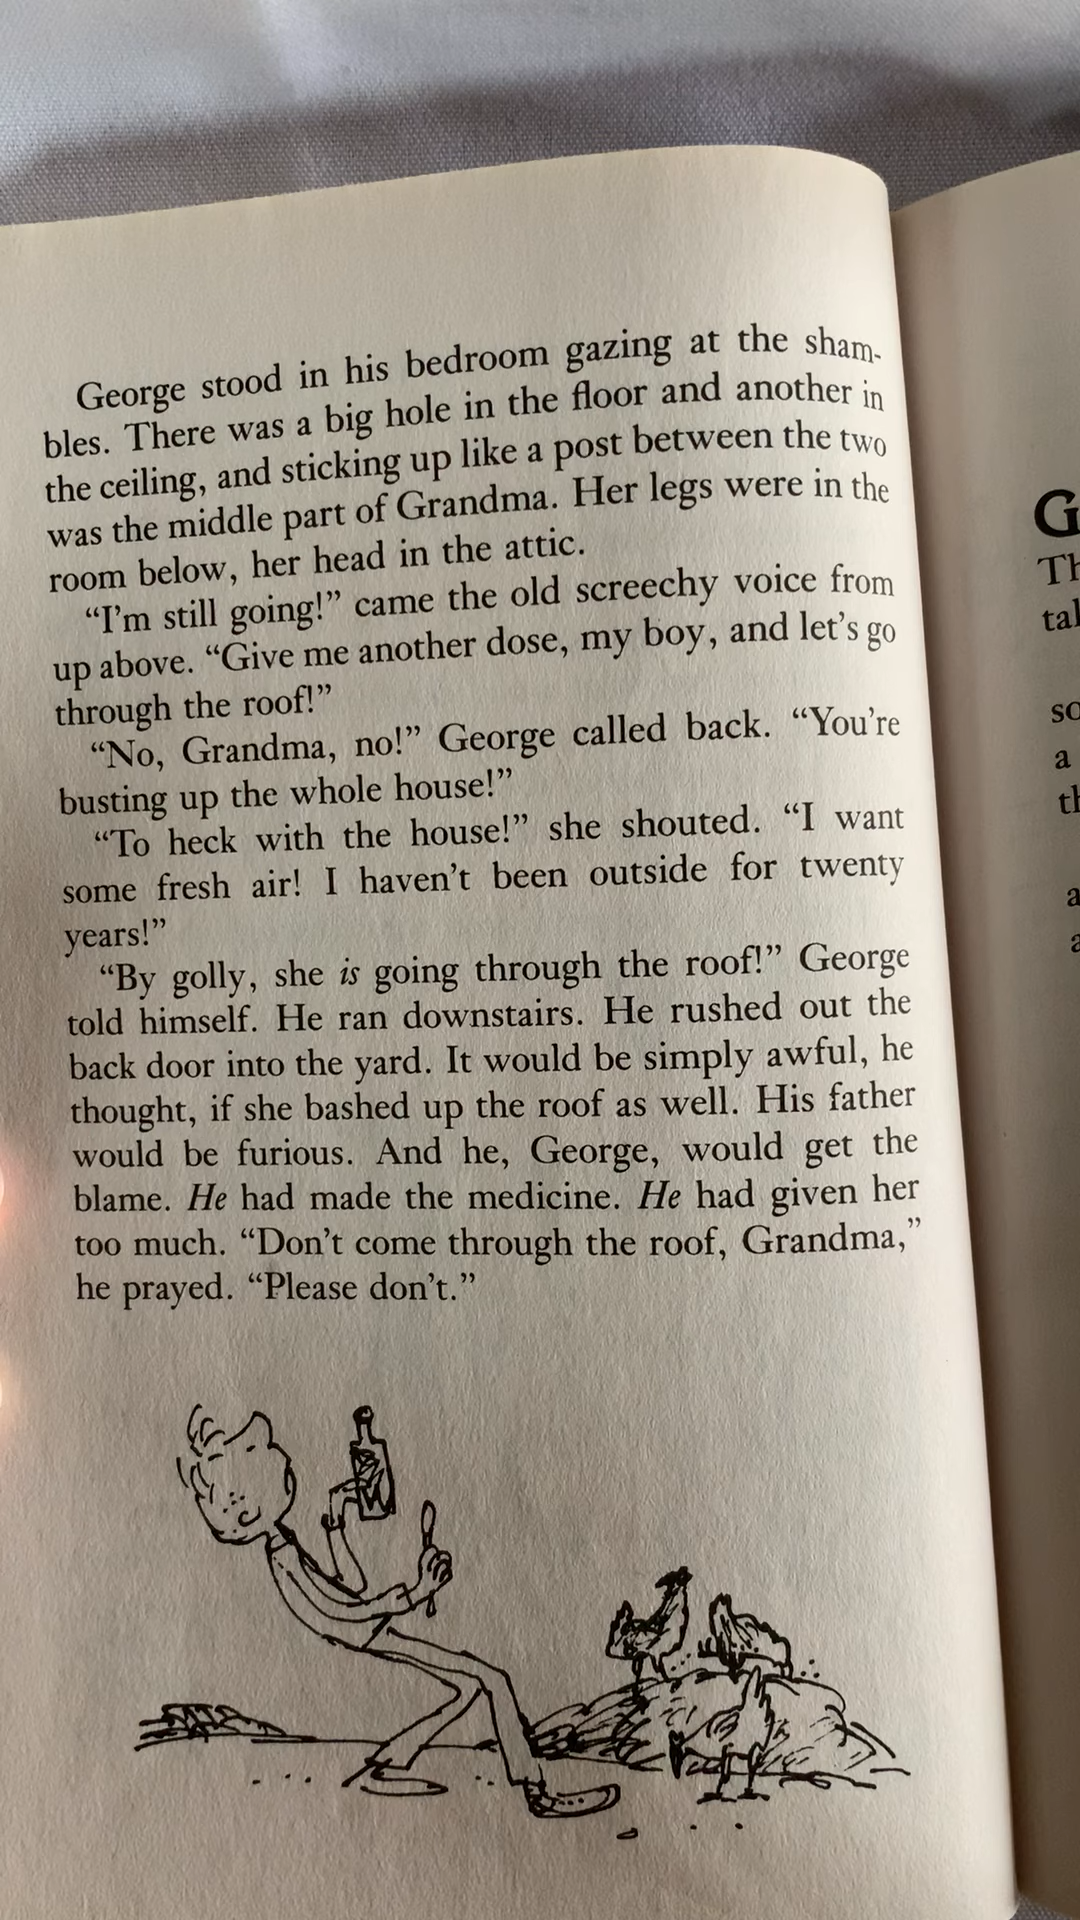 George stood in his bedroom gazing at the sham-
bles. There was a big hole in the floor and another in
the ceiling, and sticking up like a post between the two
was the middle part of Grandma. Her legs were in the
room below, her head in the attic.
“I'm still going!” came the old screechy voice from
up above. “Give me another dose, my boy, and let's go
through the roof!”
“No, Grandma, no!” George called back. “You're
busting up the whole house!”
“To heck with the house!” she shouted. “I want
some fresh air! I haven't been outside for twenty
years!”
“By golly, she is going through the roof!” George
told himself. He ran downstairs. He rushed out the
back door into the yard. It would be simply awful, he
thought, if she bashed up the roof as well. His father
would be furious. And he, George, would get the
blame. He had made the medicine. He had given her
too much. “Don't come through the roof, Grandma,”
he prayed. “Please don't.”